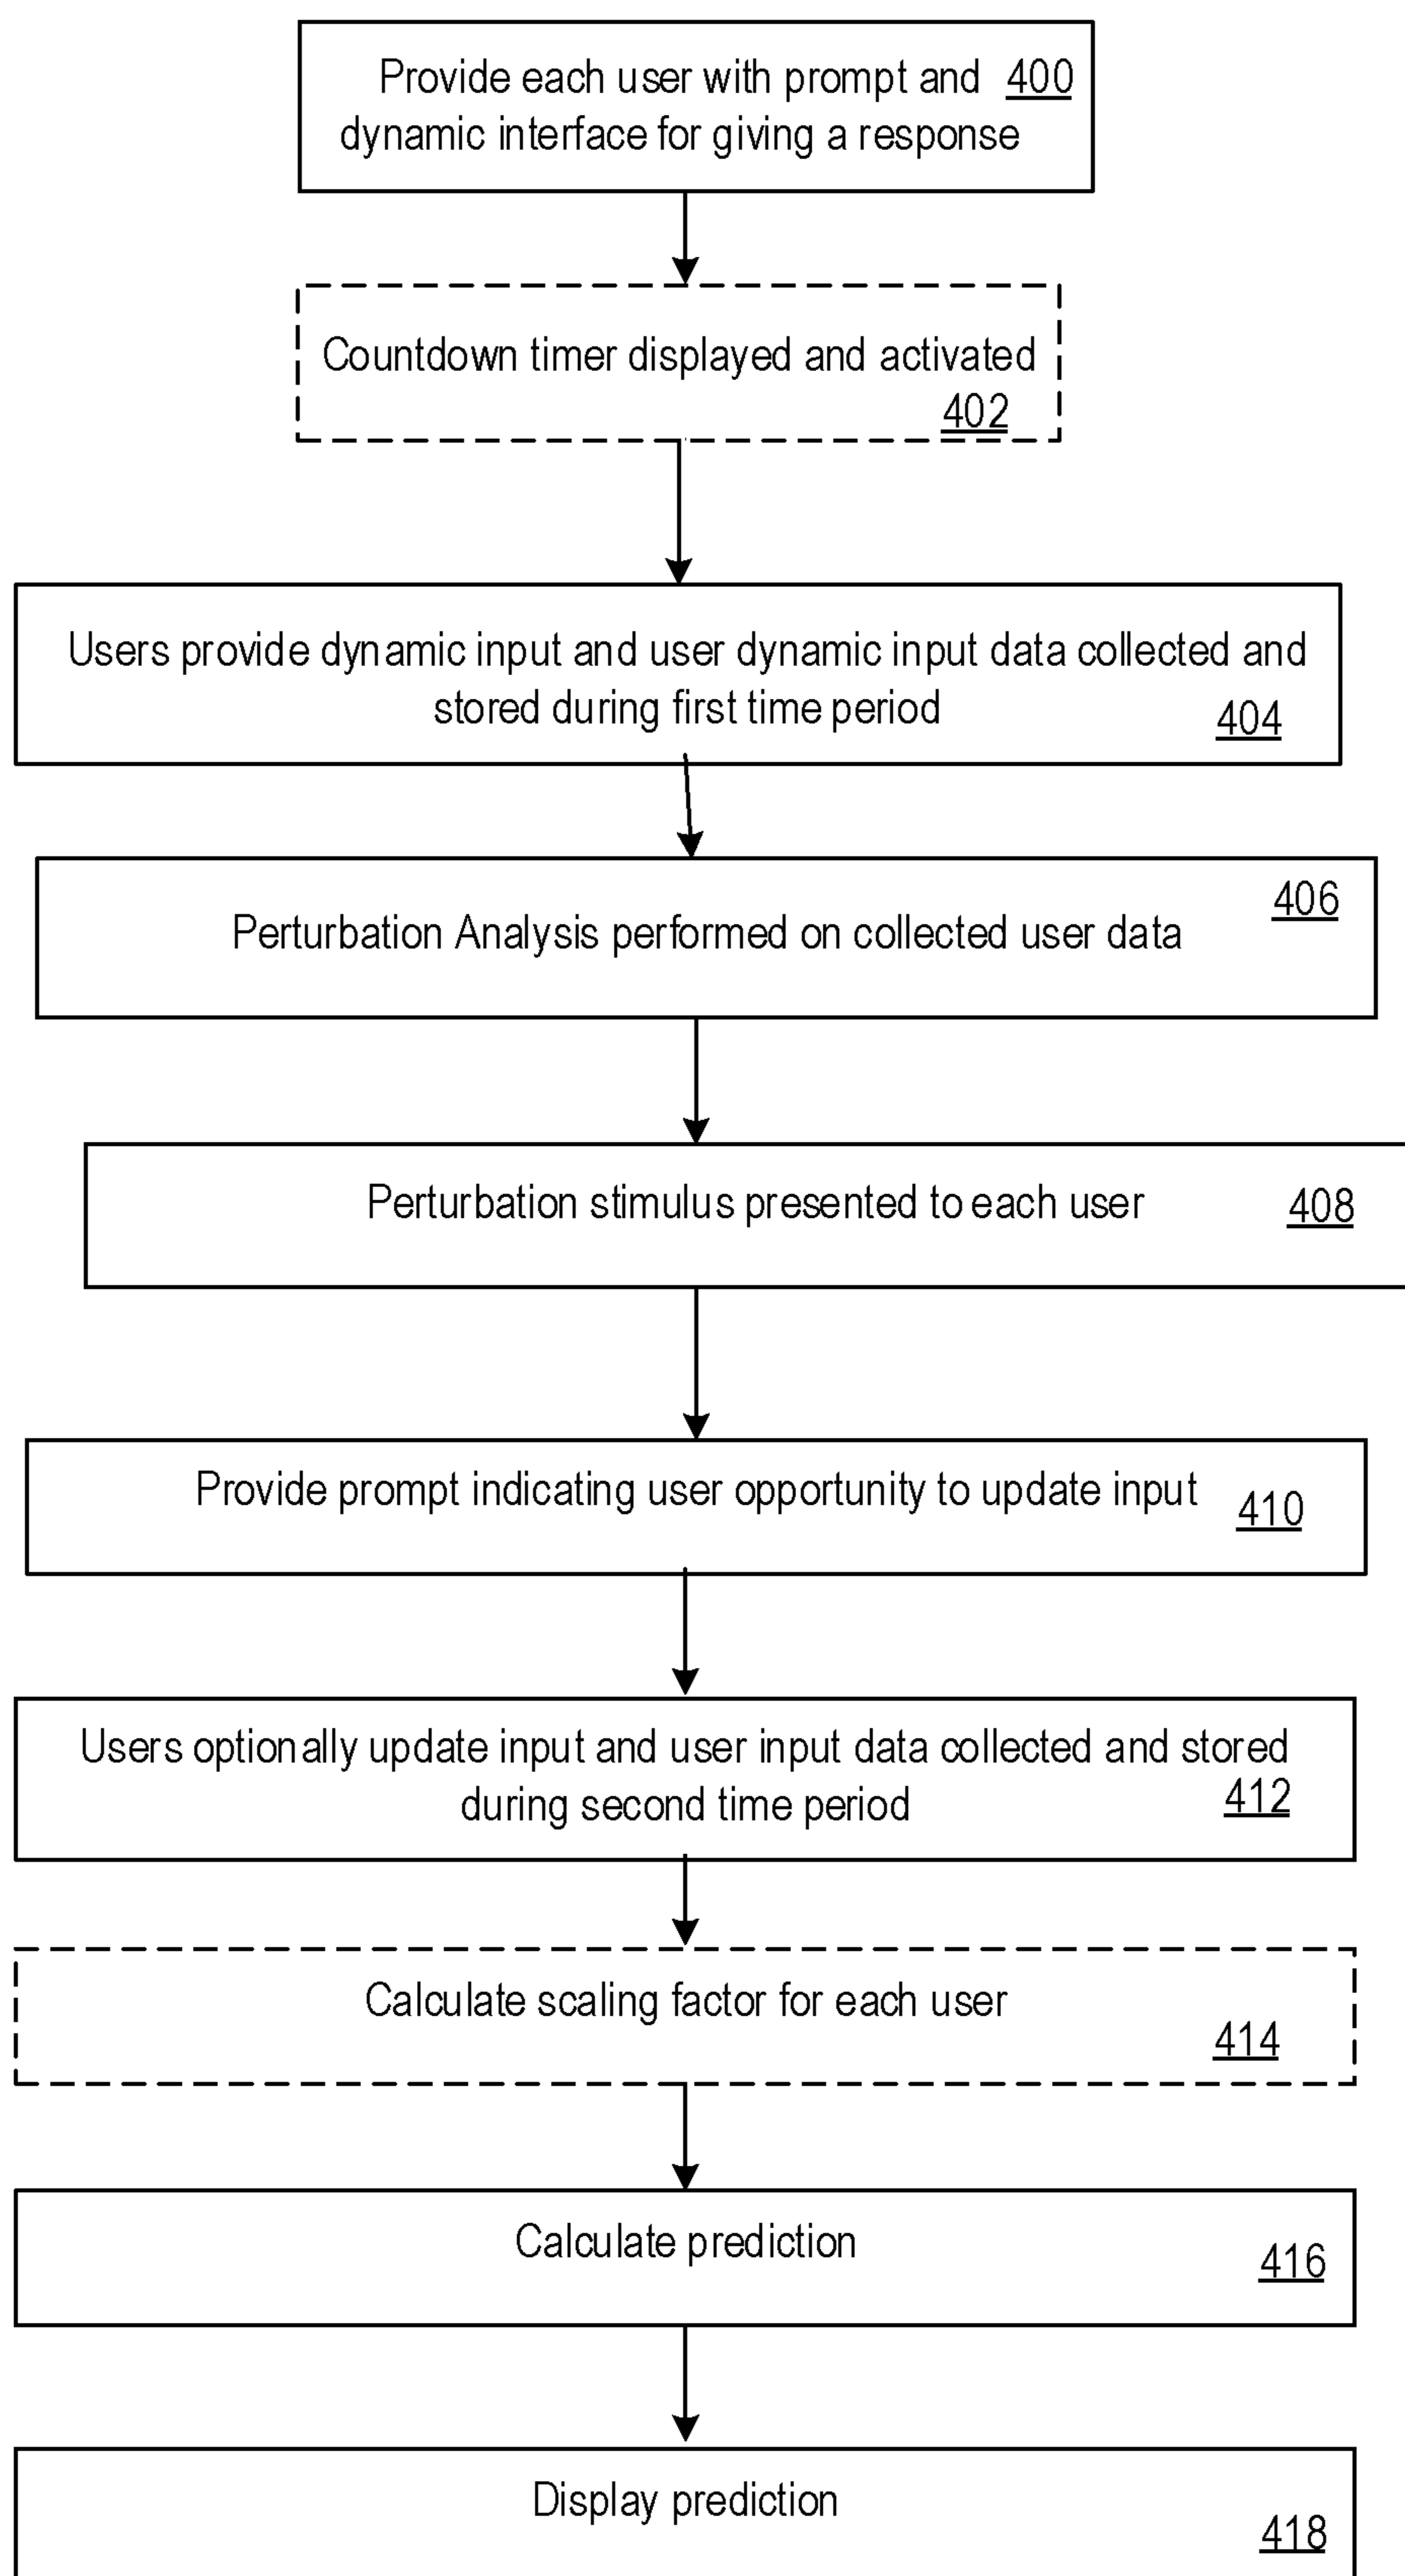 Provide each user with prompt and 400
dynamic interface for giving a response
Countdown timer displayed and activated
402
Users provide dynamic input and user dynamic input data collected and
stored during first time period 404
406
Perturbation Analysis performed on collected user data
Perturbation stimulus presented to each user 408
Provide prompt indicating user opportunity to update input 410
Users optionally update input and user input data collected and stored
during second time period 412
Calculate scaling factor for each user
414
Calculate prediction 416
Display prediction
418